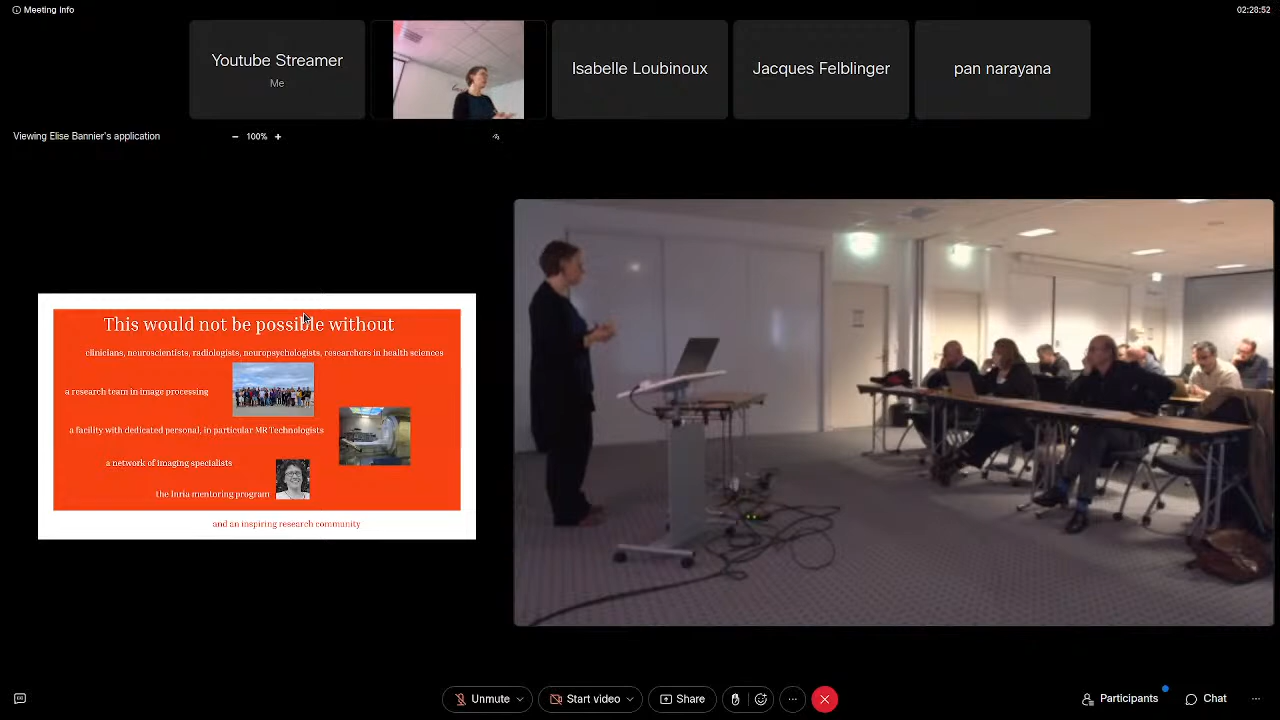 Meeting Info
02:28:52
Youtube Streamer
Me
Isabelle Loubinoux
Jacques Felblinger
pan narayana
Viewing Elise Bannier's application
100%
This would not be possible without
clinicians, neuroscientists, radiologists, neuropsychologists, researchers in health sciences
a research team in image processing
a facility with dedicated personal, in particular MR Technologists
a network of imaging specialists
the Inria mentoring program
and an inspiring research community
Unmute
Start video
Share
Participants
Chat